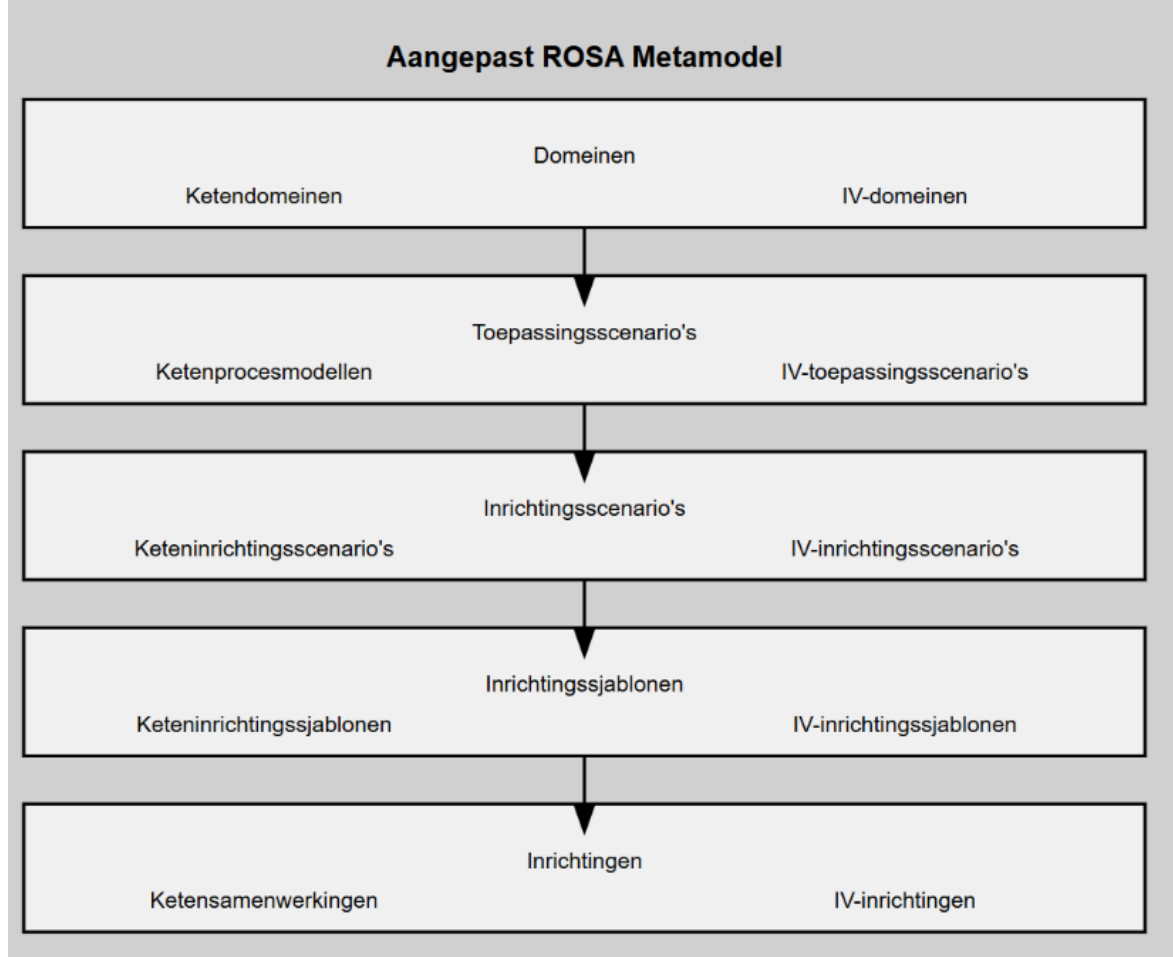 Aangepast ROSA Metamodel
Domeinen
Ketendomeinen IV-domeinen
Toepassingsscenario's
Ketenprocesmodellen IV-toepassingsscenario's
Inrichtingsscenario's
Keteninrichtingsscenario's IV-inrichtingsscenario's
Inrichtingssjablonen
Keteninrichtingssjablonen IV-inrichtingssjablonen
Inrichtingen
Ketensamenwerkingen IV-inrichtingen